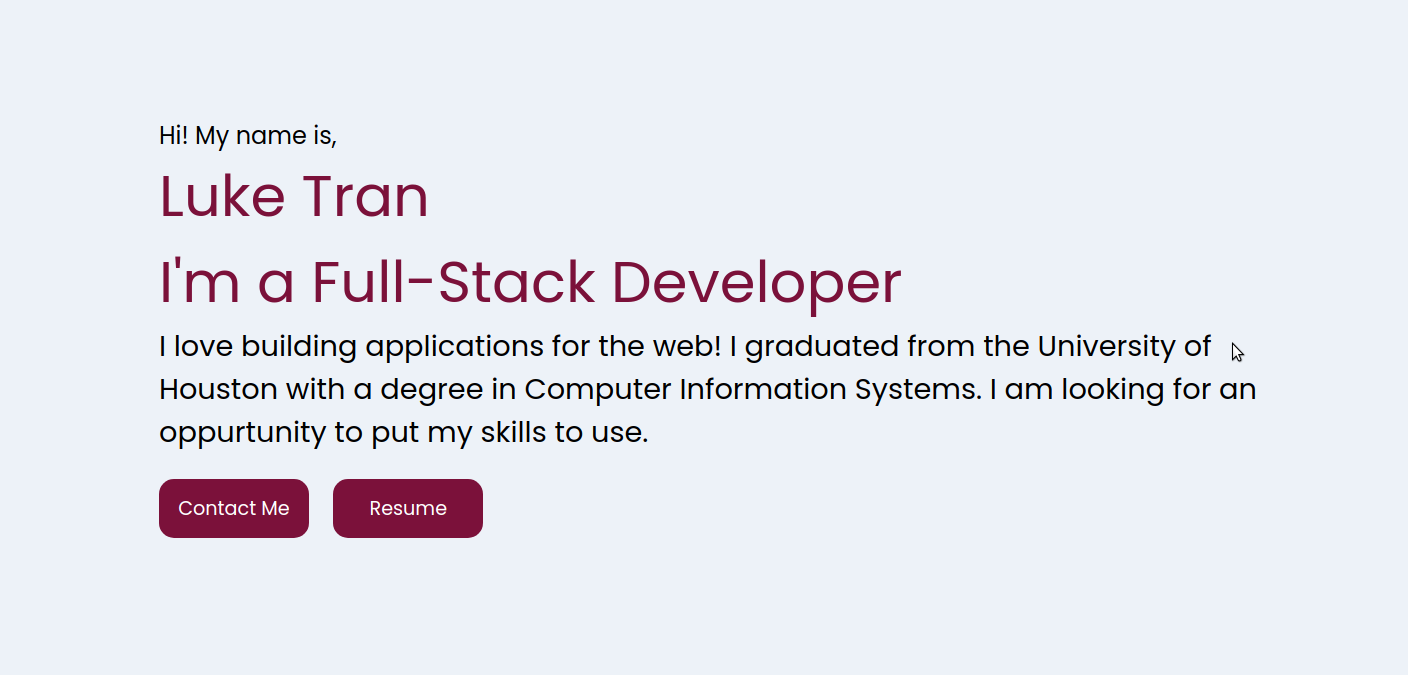 Hi! My name is,
Luke Tran
I'm a Full-Stack Developer
I love building applications for the web! I graduated from the University of
Houston with a degree in Computer Information Systems. I am looking for an
oppurtunity to put my skills to use.
Contact Me
Resume